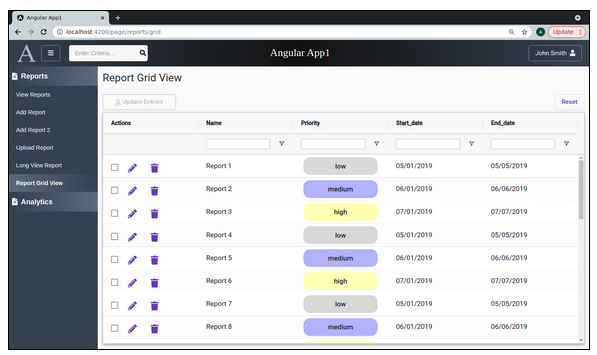 Angular App1
localhost:4200/page/reports/grid
A
Update
A
Enter Criteria...
Angular App1
John.Smith
Reports
View Reports
Add Report
Add Report 2
Upload Report
Long View Report
Report Grid View
Analytics
Report Grid View
Update Entries
Reset
Actions Name Priority Start_date End_date
Report 1 low 05/01/2019 05/05/2019
Report 2 medium 06/01/2019 06/06/2019
Report 3 high 07/01/2019 07/07/2019
Report 4 low 05/01/2019 05/05/2019
Report 5 medium 06/01/2019 06/06/2019
Report 6 high 07/01/2019 07/07/2019
Report 7 low 05/01/2019 05/05/2019
Report 8 medium 06/01/2019 06/06/2019